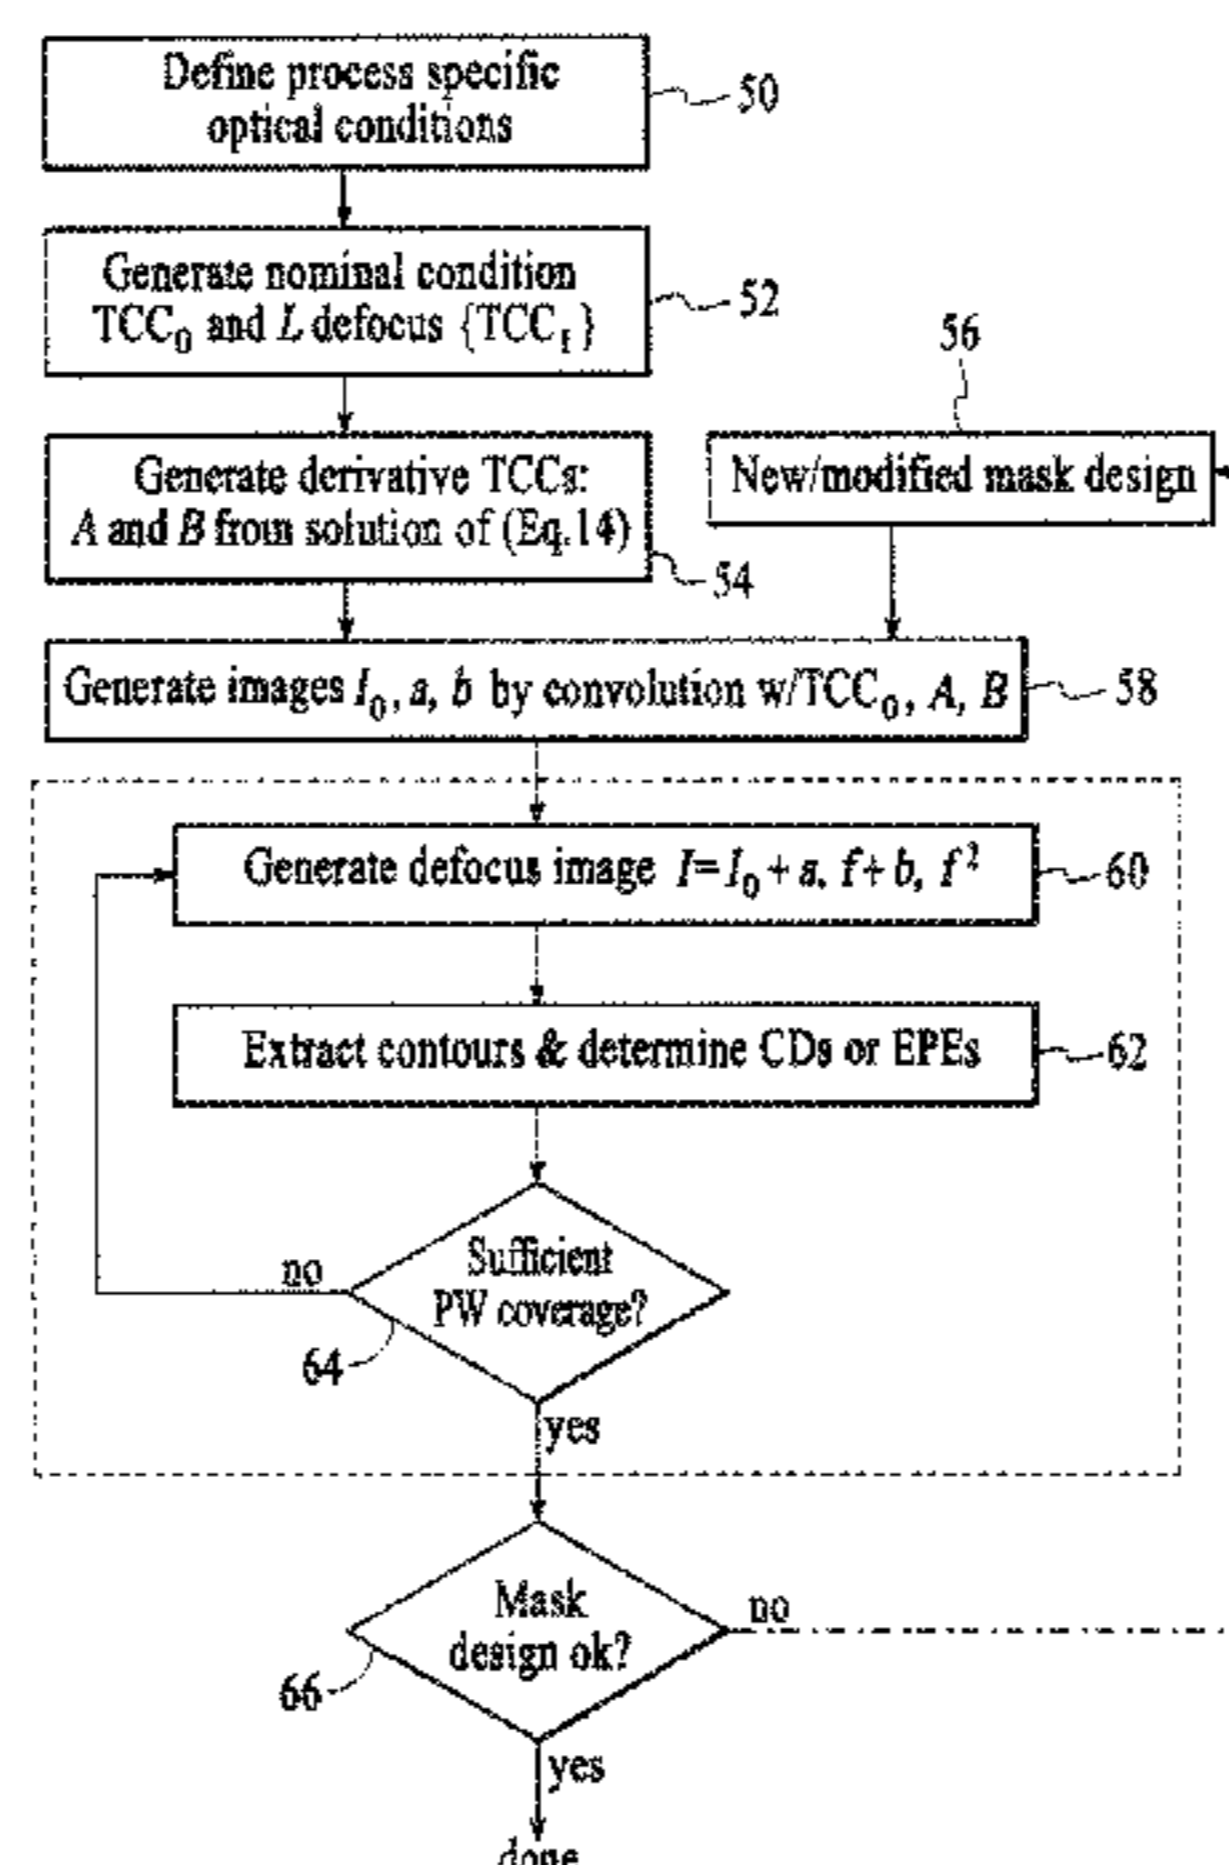 Define process specific
optical conditions
50
Generate nominal condition
TCC₀ and L defocus {TCC₁}
52
56
Generate derivative TCCs:
A and B from solution of (Eq.14)
54
New/modified mask design
Generate images I₀, a, b by convolution w/TCC₀, A, B
58
Generate defocus image I=I₀+a. f+b, f²
60
Extract contours & determine CDs or EPEs
62
Sufficient
PW coverage?
no
64
yes
Mask
design ok?
no
66
yes
done